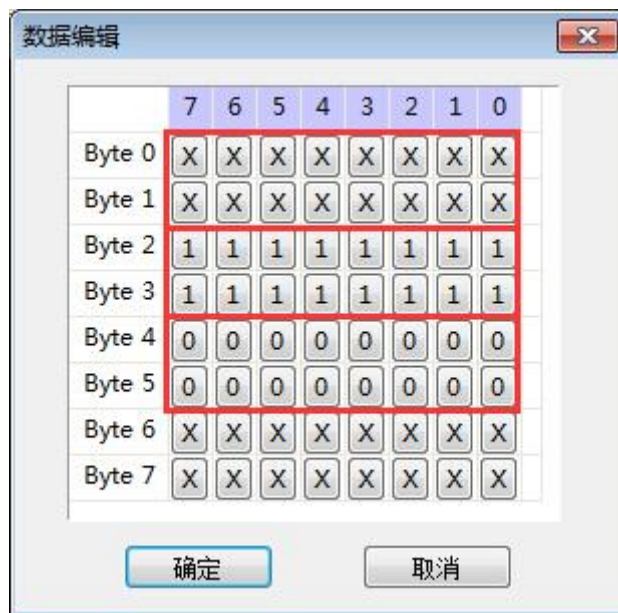 数据编辑
7 6 5 4 3 2 1 0
Byte 0 X X X X X X X X
Byte 1 X X X X X X X X
Byte 2 1 1 1 1 1 1 1 1
Byte 3 1 1 1 1 1 1 1 1
Byte 4 0 0 0 0 0 0 0 0
Byte 5 0 0 0 0 0 0 0 0
Byte 6 X X X X X X X X
Byte 7 X X X X X X X X
确定 取消